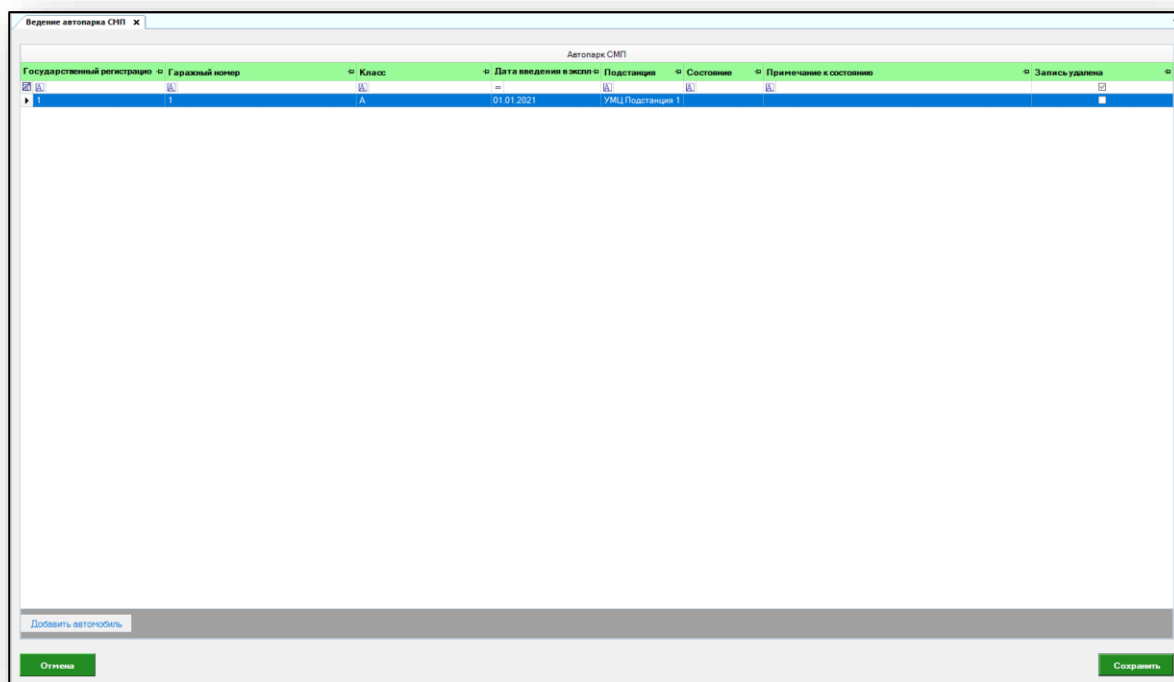 Ведение автопарка СМП X
Автопарк СМП
Государственный регистрацио Гаражный номер Класс Дата введения в экспл Подстанция Состояние Примечание к состоянию Запись удалена
A A A = A A A
1 1 A 01.01.2021 УМЦ Подстанция 1
Добавить автомобиль
Отмена Сохранить